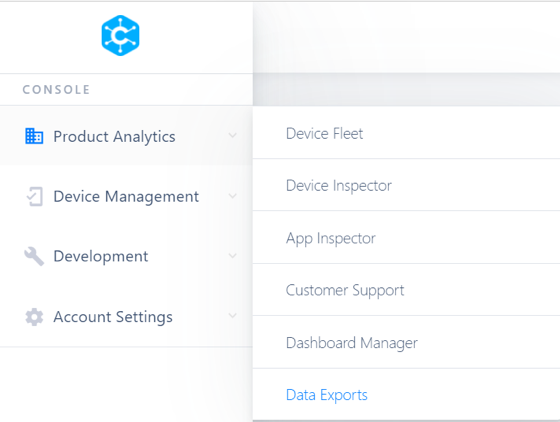 CONSOLE
Product Analytics
Device Management
Development
Account Settings
Device Fleet
Device Inspector
App Inspector
Customer Support
Dashboard Manager
Data Exports